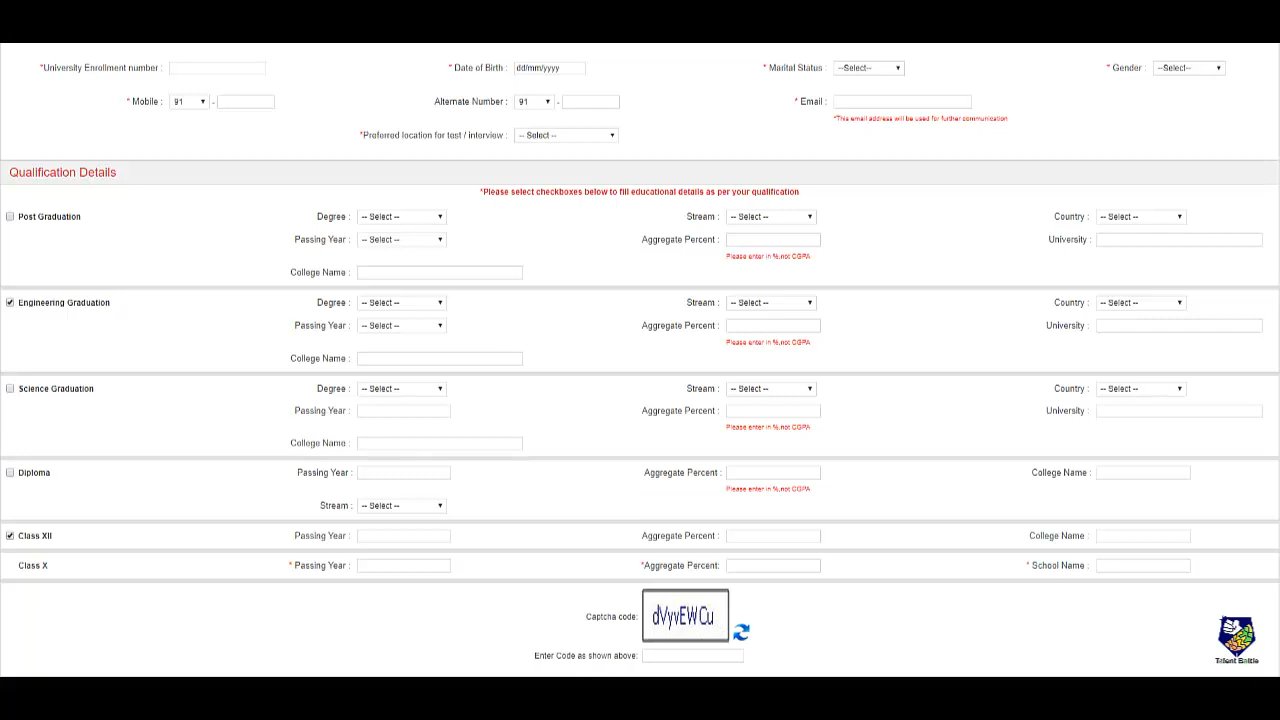 *University Enrollment number : * Date of Birth : dd/mm/yyyy * Marital Status : --Select-- * Gender : --Select--
* Mobile : 91 - Alternate Number : 91 - * Email :
*This email address will be used for further communication
*Preferred location for test / interview : -- Select --
Qualification Details
*Please select checkboxes below to fill educational details as per your qualification
Post Graduation Degree : -- Select -- Stream : -- Select -- Country : -- Select --
Passing Year : -- Select -- Aggregate Percent : University :
Please enter in %,not CGPA
College Name :
Engineering Graduation Degree : -- Select -- Stream : -- Select -- Country : -- Select --
Passing Year : -- Select -- Aggregate Percent : University :
Please enter in %,not CGPA
College Name :
Science Graduation Degree : -- Select -- Stream : -- Select -- Country : -- Select --
Passing Year : Aggregate Percent : University :
Please enter in %,not CGPA
College Name :
Diploma Passing Year : Aggregate Percent : College Name :
Please enter in %,not CGPA
Stream : -- Select --
Class XII Passing Year : Aggregate Percent : College Name :
Class X * Passing Year : *Aggregate Percent: * School Name :
Captcha code: dVyvEWCu
Enter Code as shown above:
Talent Battle